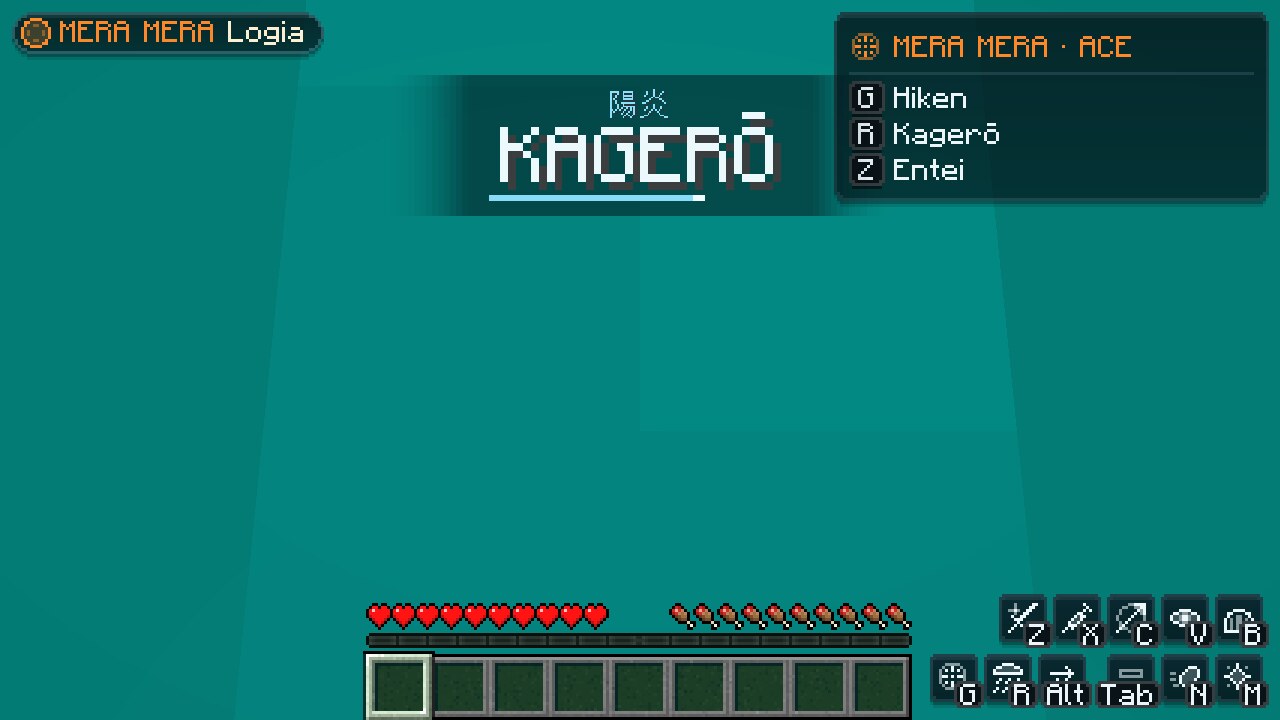 MERA MERA Logia
陽炎
KAGERŌ
MERA MERA · ACE
G Hiken
R Kagerō
Z Entei
Z X C V B
G R Alt Tab N M